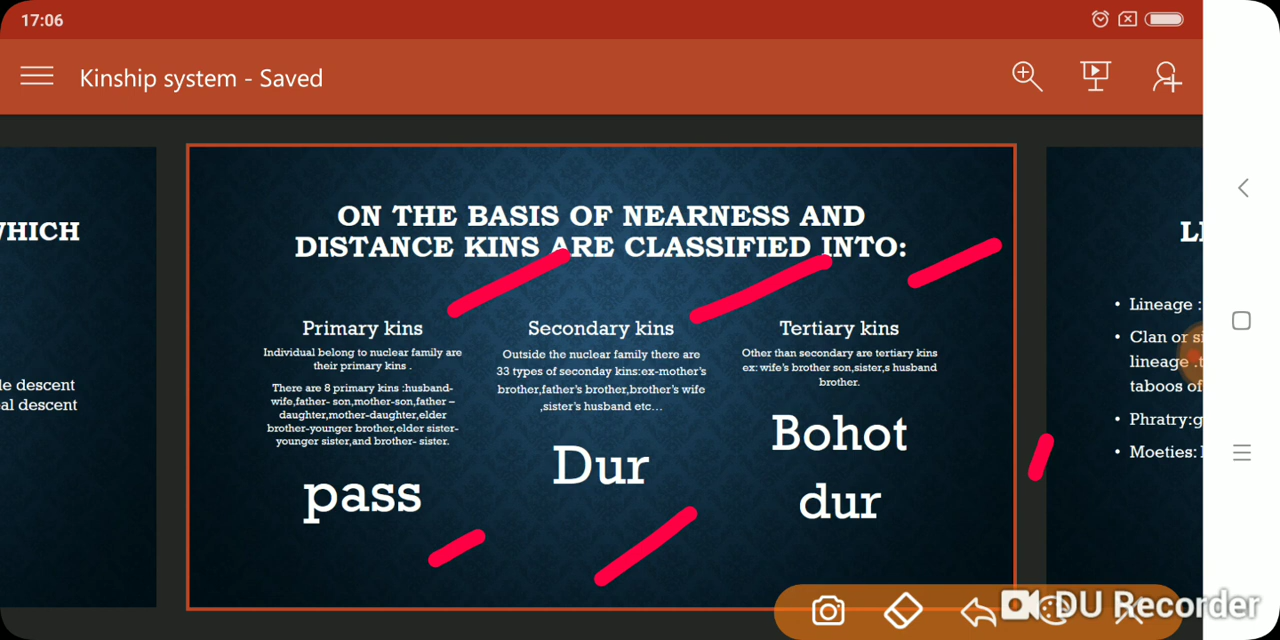 17:06
Kinship system - Saved
WHICH
le descent
al descent
ON THE BASIS OF NEARNESS AND
DISTANCE KINS ARE CLASSIFIED INTO:
Primary kins
Individual belong to nuclear family are
their primary kins .
There are 8 primary kins :husband-
wife,father- son,mother-son,father –
daughter,mother-daughter,elder
brother-younger brother,elder sister-
younger sister,and brother- sister.
pass
Secondary kins
Outside the nuclear family there are
33 types of seconday kins:ex-mother's
brother,father's brother,brother's wife
,sister's husband etc...
Dur
Tertiary kins
Other than secondary are tertiary kins
ex: wife's brother son,sister,s husband
brother.
Bohot
dur
• Lineage :
• Clan or
lineage
taboos of
• Phratry:g
• Moeties:
DU Recorder